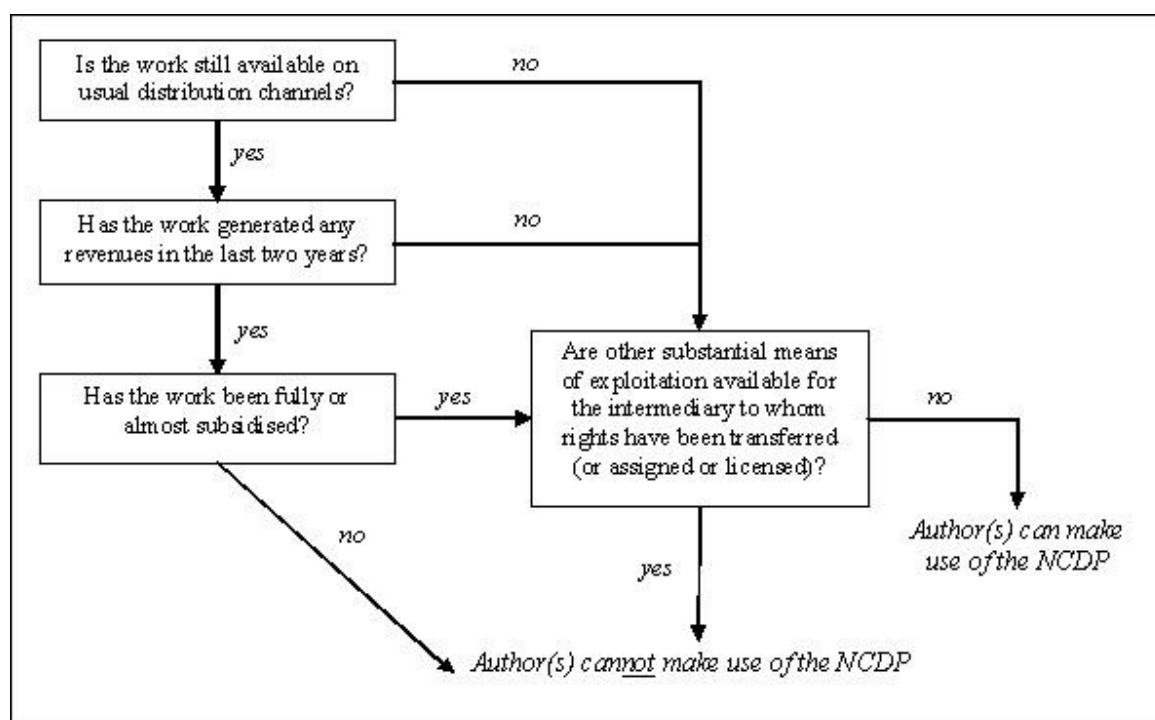 Is the work still available on
usual distribution channels?
no
yes
Has the work generated any
revenues in the last two years?
no
yes
Has the work been fully or
almost subsidised?
yes
Are other substantial means
of exploitation available for
the intermediary to whom
rights have been transferred
(or assigned or licensed)?
no
no
yes
Author(s) can make
use of the NCDP
Author(s) cannot make use of the NCDP